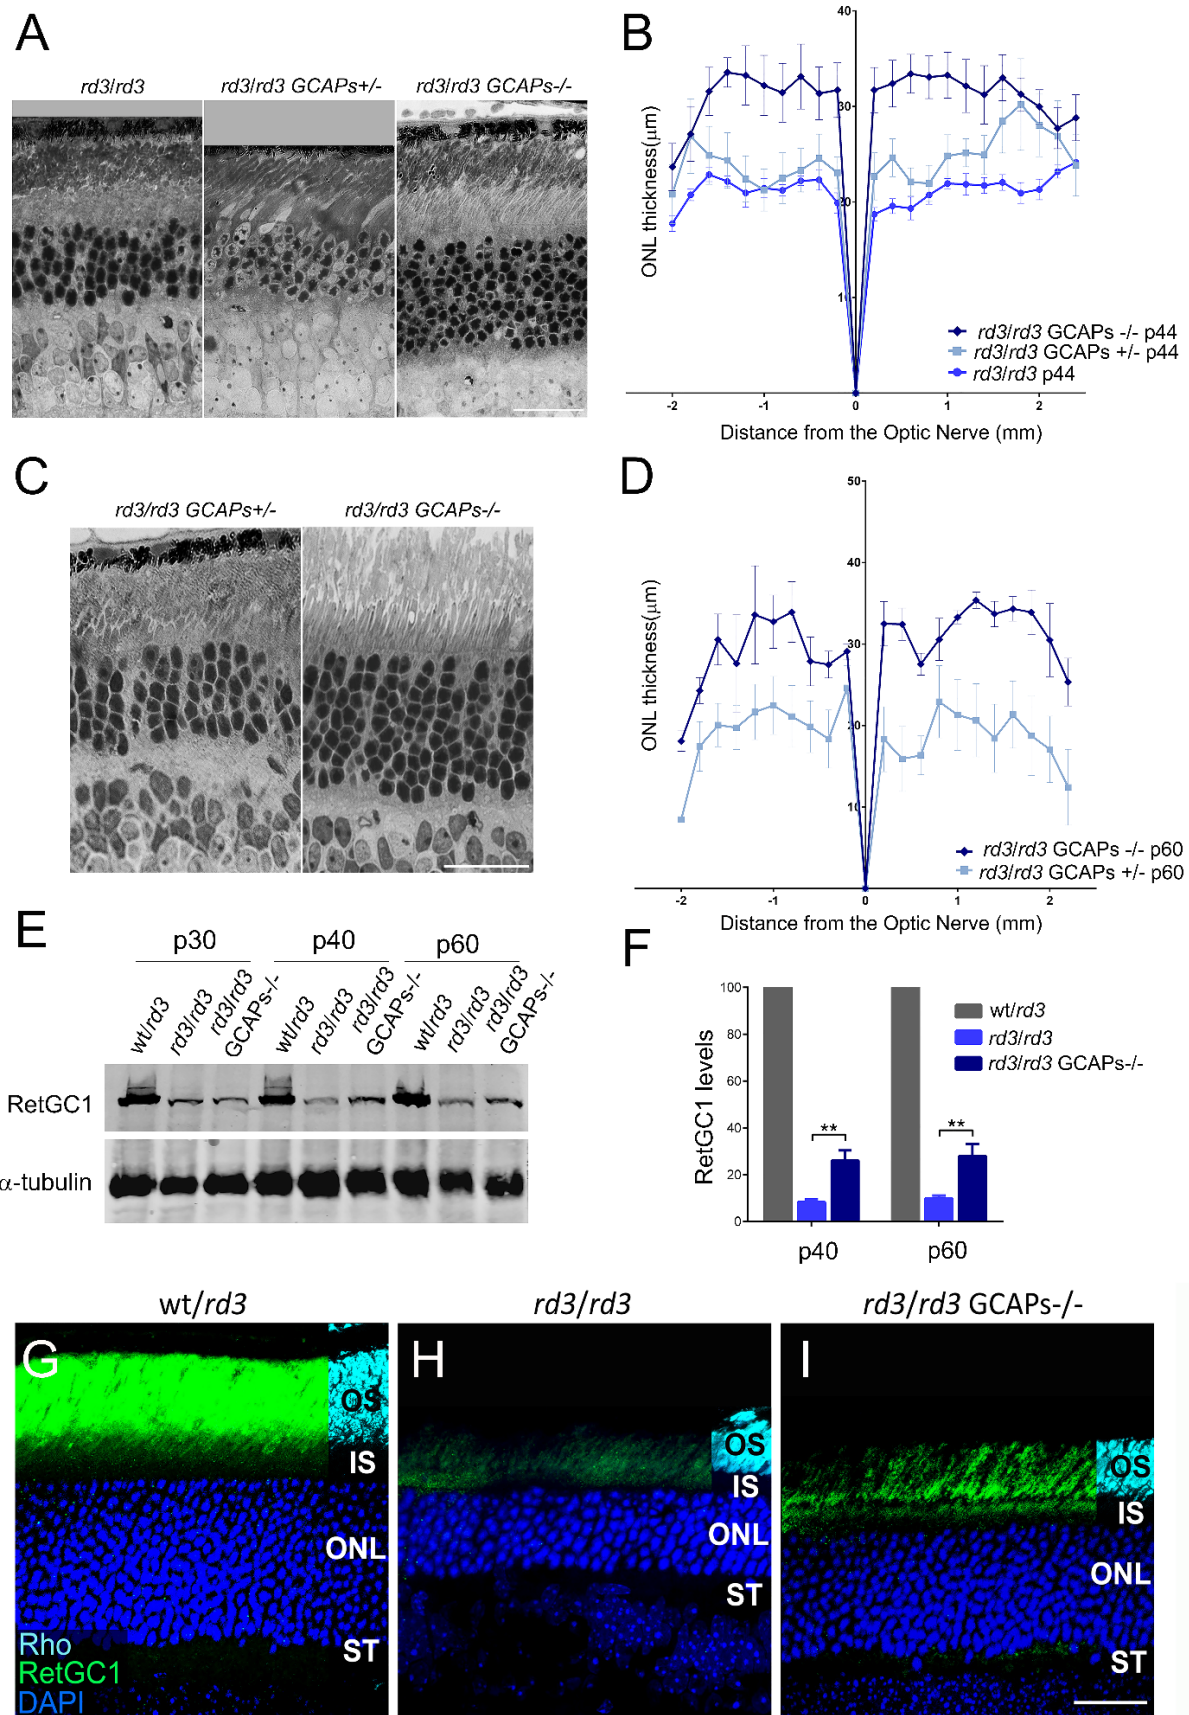 A
rd3/rd3
rd3/rd3 GCAPs+/-
rd3/rd3 GCAPs-/-
B
40
30
20
10
ONL thickness(μm)
rd3/rd3 GCAPs -/- p44
rd3/rd3 GCAPs +/- p44
rd3/rd3 p44
-2 -1 0 1 2
Distance from the Optic Nerve (mm)
C
rd3/rd3 GCAPs+/-
rd3/rd3 GCAPs-/-
D
50
40
30
20
10
ONL thickness(μm)
rd3/rd3 GCAPs -/- p60
rd3/rd3 GCAPs +/- p60
-2 -1 0 1 2
Distance from the Optic Nerve (mm)
E
p30 p40 p60
wt/rd3
rd3/rd3
rd3/rd3 GCAPs-/-
wt/rd3
rd3/rd3
rd3/rd3 GCAPs-/-
wt/rd3
rd3/rd3
rd3/rd3 GCAPs-/-
RetGC1
α-tubulin
F
100
80
60
40
20
0
RetGC1 levels
wt/rd3
rd3/rd3
rd3/rd3 GCAPs-/-
** **
p40 p60
wt/rd3
G
OS
IS
ONL
ST
Rho
RetGC1
DAPI
rd3/rd3
H
OS
IS
ONL
ST
rd3/rd3 GCAPs-/-
I
OS
IS
ONL
ST